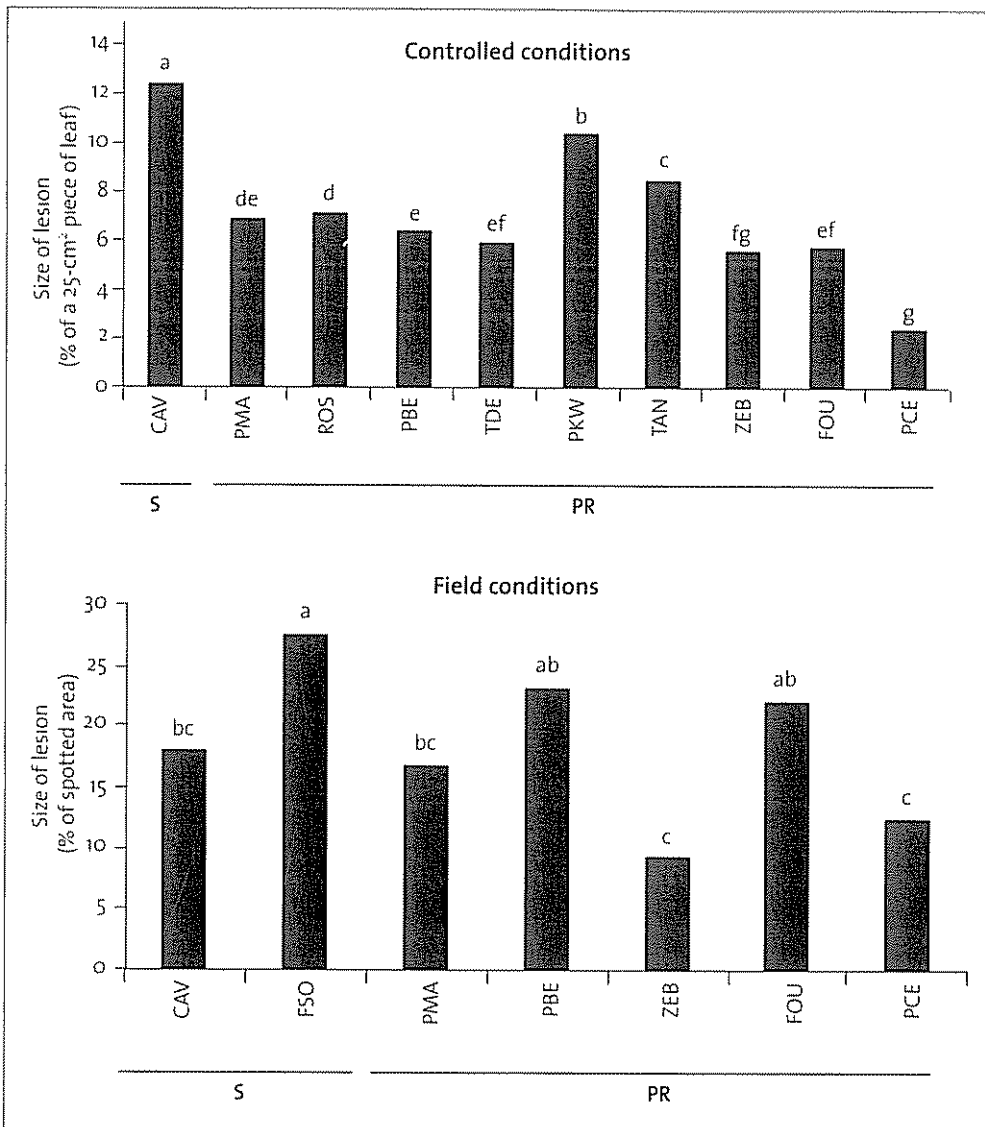 Controlled conditions
Size of lesion
(% of a 25-cm² piece of leaf)
14
12
10
8
6
4
2
0
a
de
d
e
ef
b
c
fg
ef
g
CAV
PMA
ROS
PBE
TDE
PKW
TAN
ZEB
FOU
PCE
S
PR
Field conditions
Size of lesion
(% of spotted area)
30
25
20
15
10
5
0
bc
a
bc
ab
c
ab
c
CAV
FSO
PMA
PBE
ZEB
FOU
PCE
S
PR